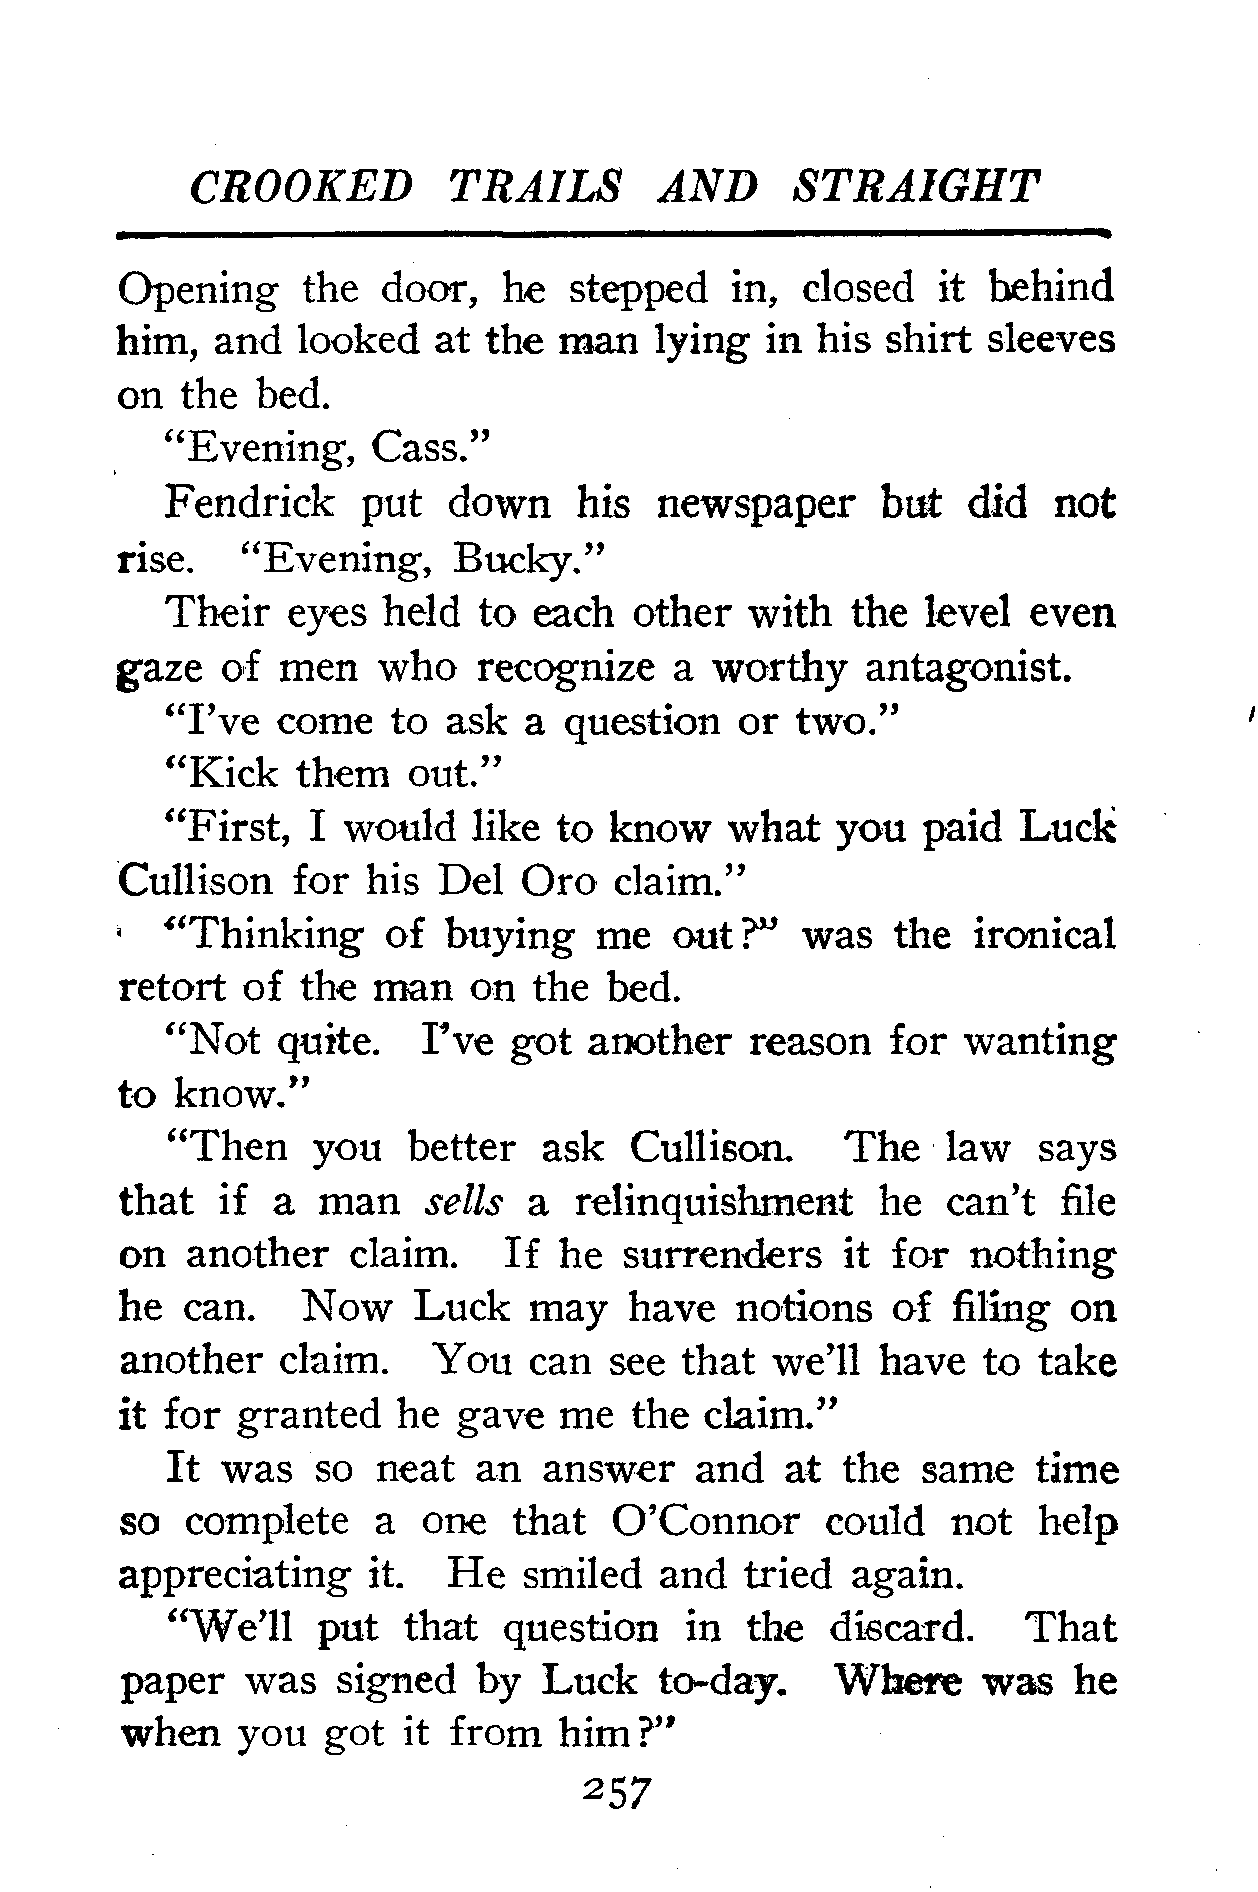 CROOKED TRAILS AND STRAIGHT
Opening the door, he stepped in, closed it behind
him, and looked at the man lying in his shirt sleeves
on the bed.
“Evening, Cass.”
Fendrick put down his newspaper but did not
rise. “Evening, Bucky.”
Their eyes held to each other with the level even
gaze of men who recognize a worthy antagonist.
“I’ve come to ask a question or two.”
“Kick them out.”
“First, I would like to know what you paid Luck
Cullison for his Del Oro claim.”
“Thinking of buying me out?” was the ironical
retort of the man on the bed.
“Not quite. I’ve got another reason for wanting
to know.”
“Then you better ask Cullison. The law says
that if a man sells a relinquishment he can’t file
on another claim. If he surrenders it for nothing
he can. Now Luck may have notions of filing on
another claim. You can see that we’ll have to take
it for granted he gave me the claim.”
It was so neat an answer and at the same time
so complete a one that O’Connor could not help
appreciating it. He smiled and tried again.
“We’ll put that question in the discard. That
paper was signed by Luck to-day. Where was he
when you got it from him?”
257